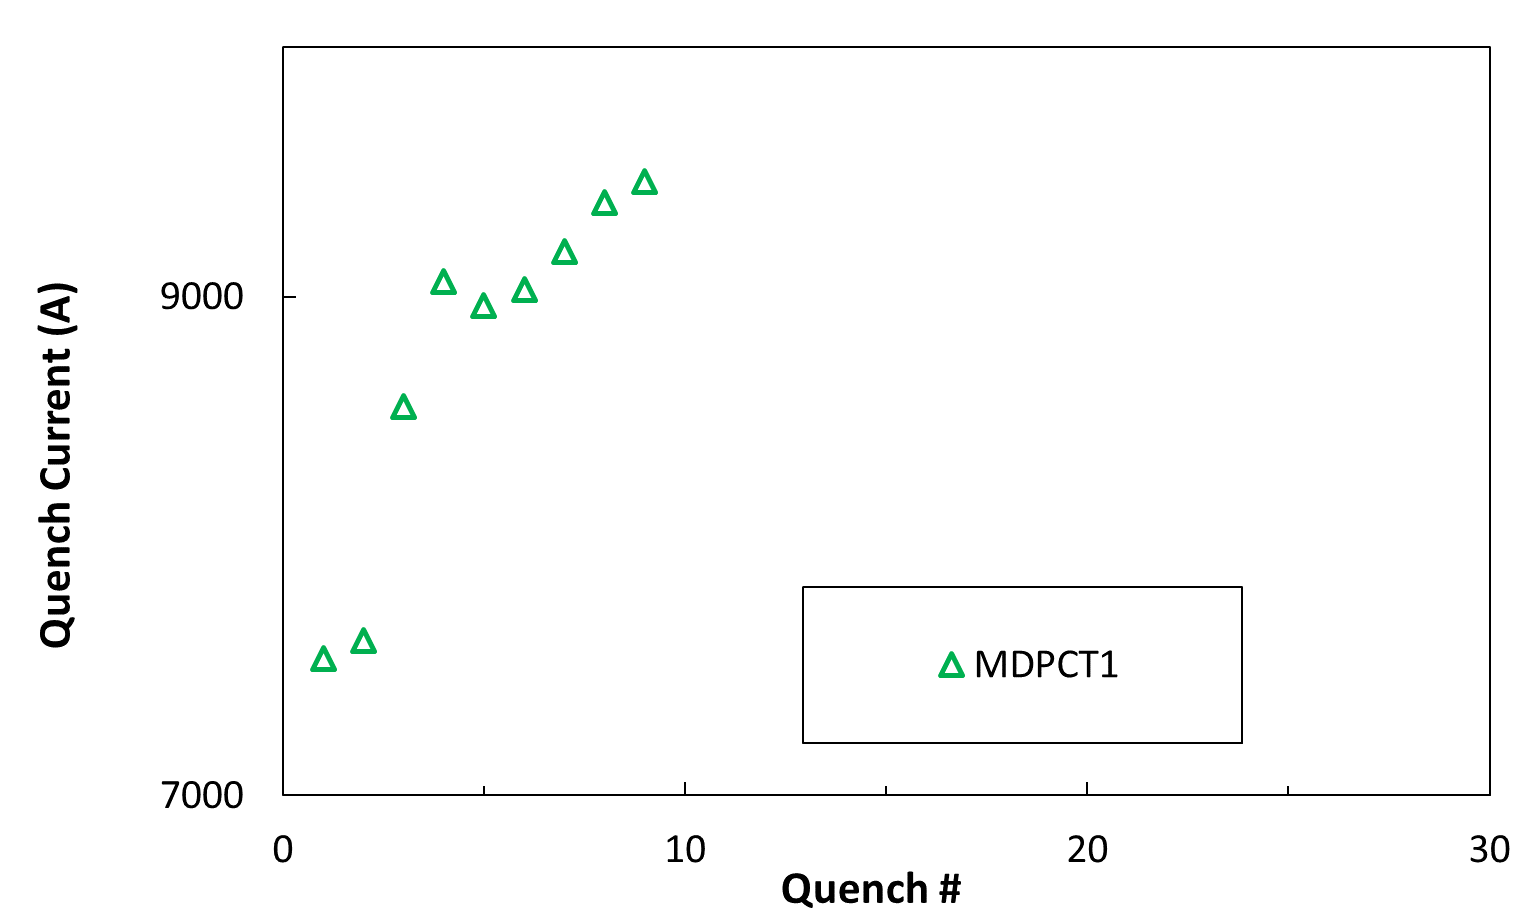 Quench Current (A)
9000
7000
MDPCT1
0 10 20 30
Quench #